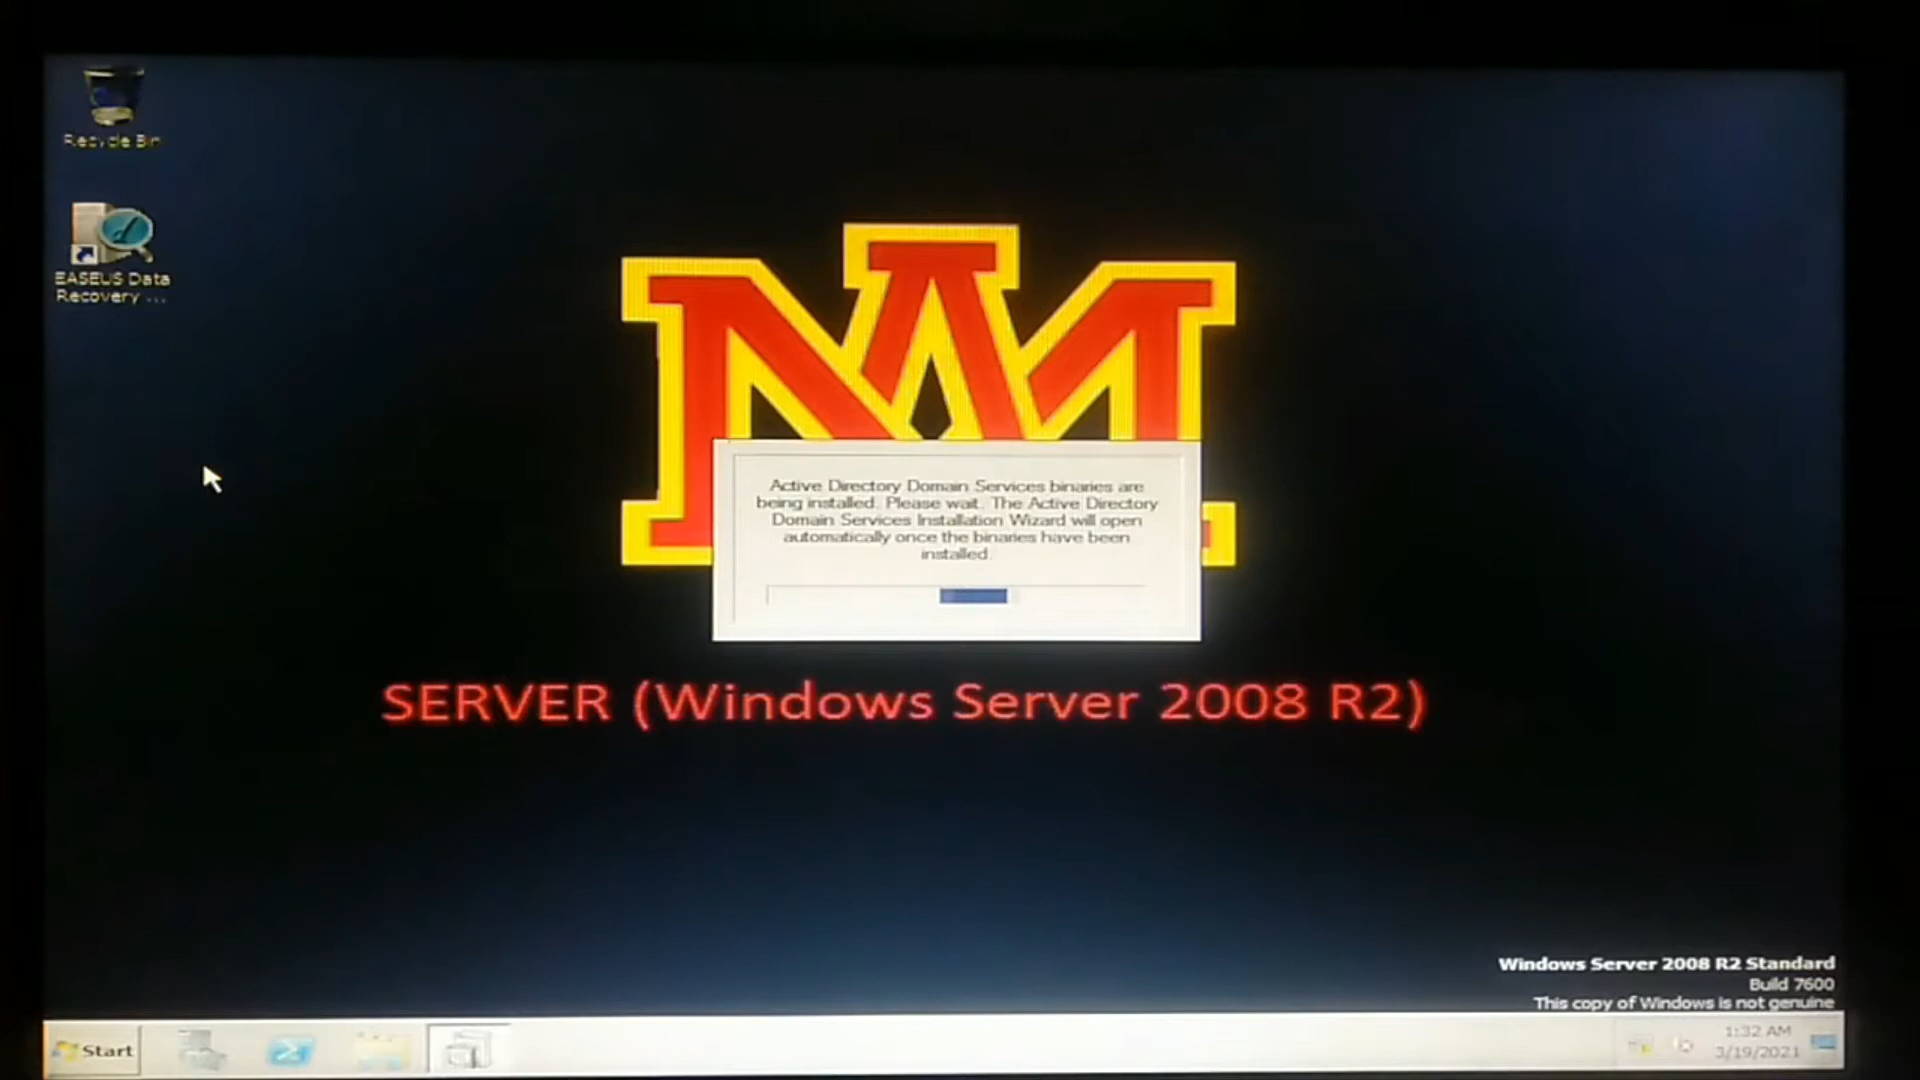 Recycle Bin
EASEUS Data
Recovery ...
Active Directory Domain Services binaries are
being installed. Please wait. The Active Directory
Domain Services Installation Wizard will open
automatically once the binaries have been
installed.
SERVER (Windows Server 2008 R2)
Windows Server 2008 R2 Standard
Build 7600
This copy of Windows is not genuine
Start
1:32 AM
3/19/2021